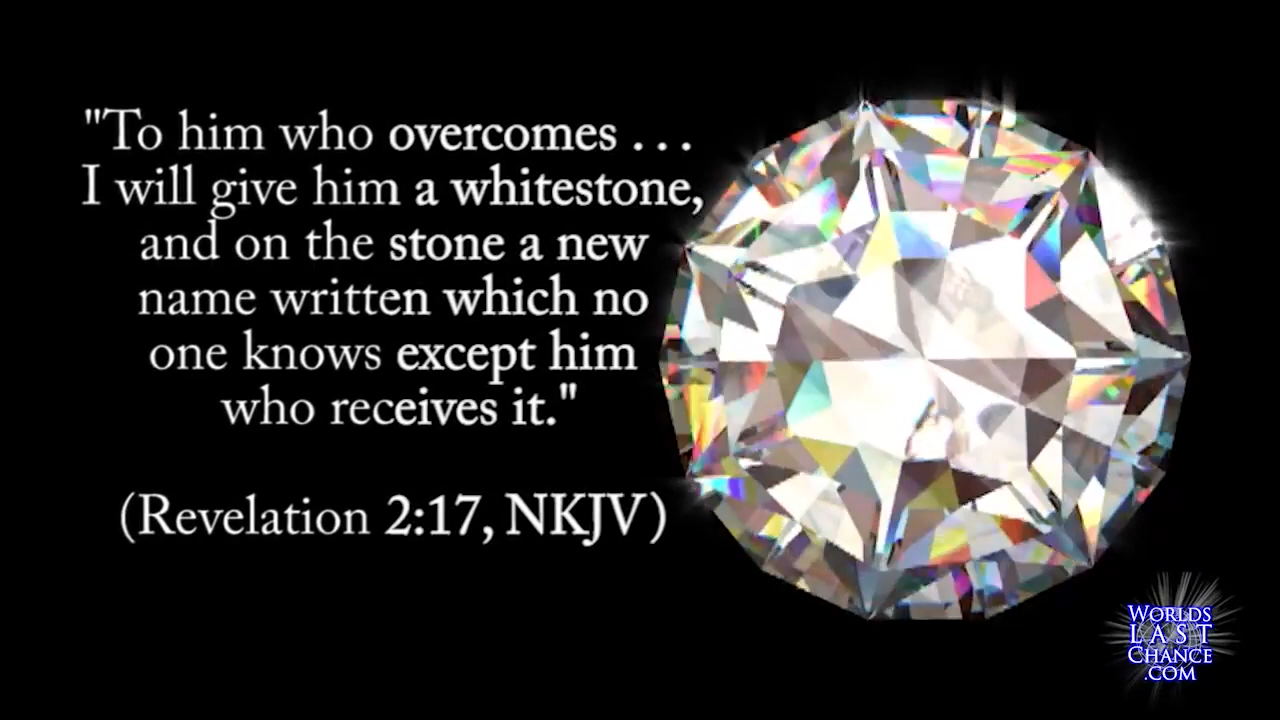 "To him who overcomes . . .
I will give him a whitestone,
and on the stone a new
name written which no
one knows except him
who receives it."
(Revelation 2:17, NKJV)
WORLDS
LAST
CHANCE
.COM